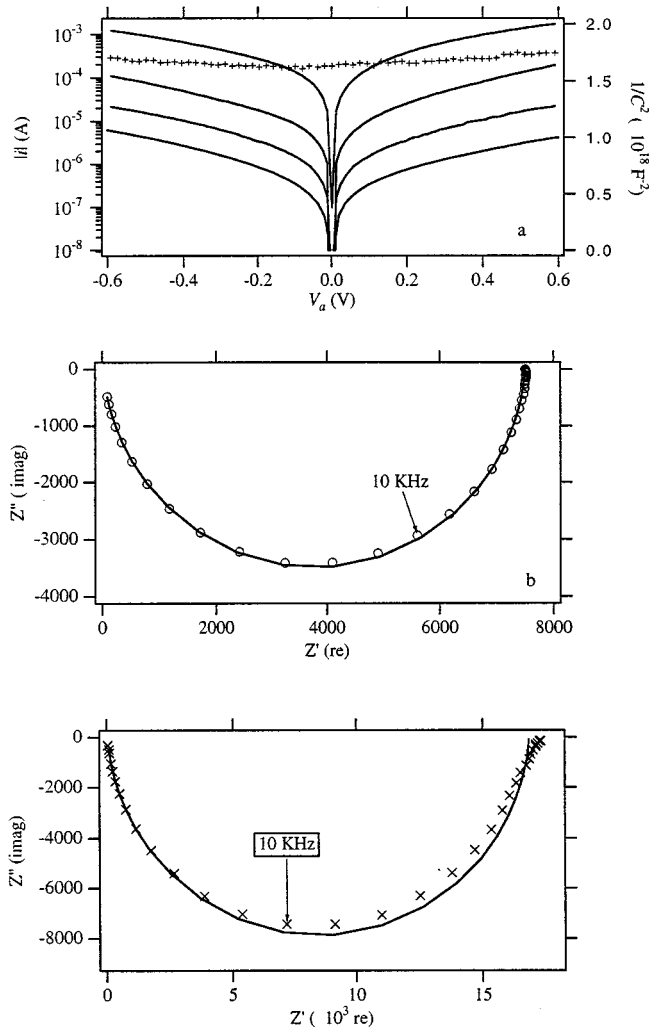 10⁻³
10⁻⁴
10⁻⁵
10⁻⁶
10⁻⁷
10⁻⁸
|i| (A)
2.0
1.5
1.0
0.5
0.0
1/C² ( 10¹⁸ F⁻²)
a
-0.6 -0.4 -0.2 0.0 0.2 0.4 0.6
Vₐ (V)
0
-1000
-2000
-3000
-4000
Z'' ( imag)
10 KHz
b
0 2000 4000 6000 8000
Z' (re)
0
-2000
-4000
-6000
-8000
Z'' (imag)
10 KHz
0 5 10 15
Z' ( 10³ re)